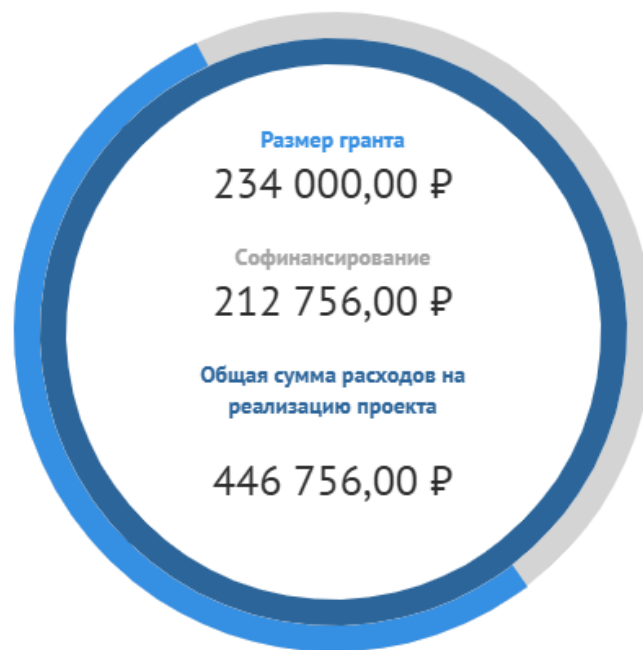 Размер гранта
234 000,00 ₽
Софинансирование
212 756,00 ₽
Общая сумма расходов на
реализацию проекта
446 756,00 ₽